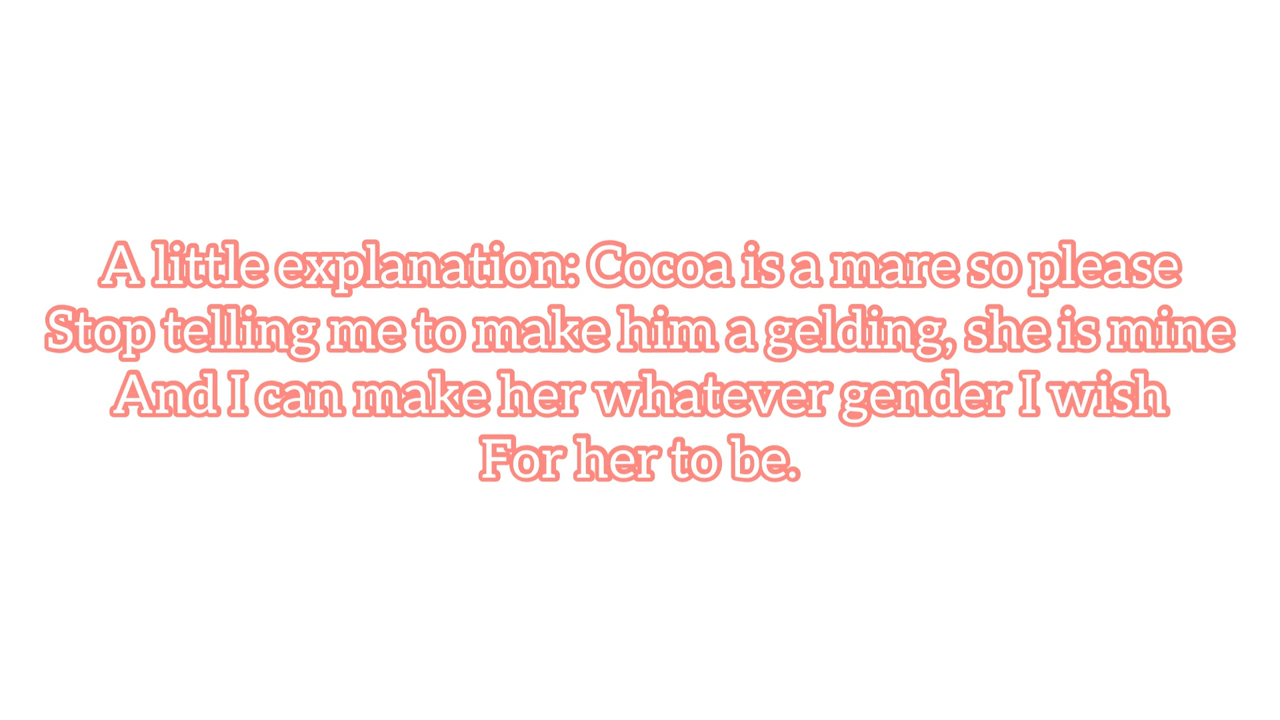 A little explanation: Cocoa is a mare so please
Stop telling me to make him a gelding, she is mine
And I can make her whatever gender I wish
For her to be.